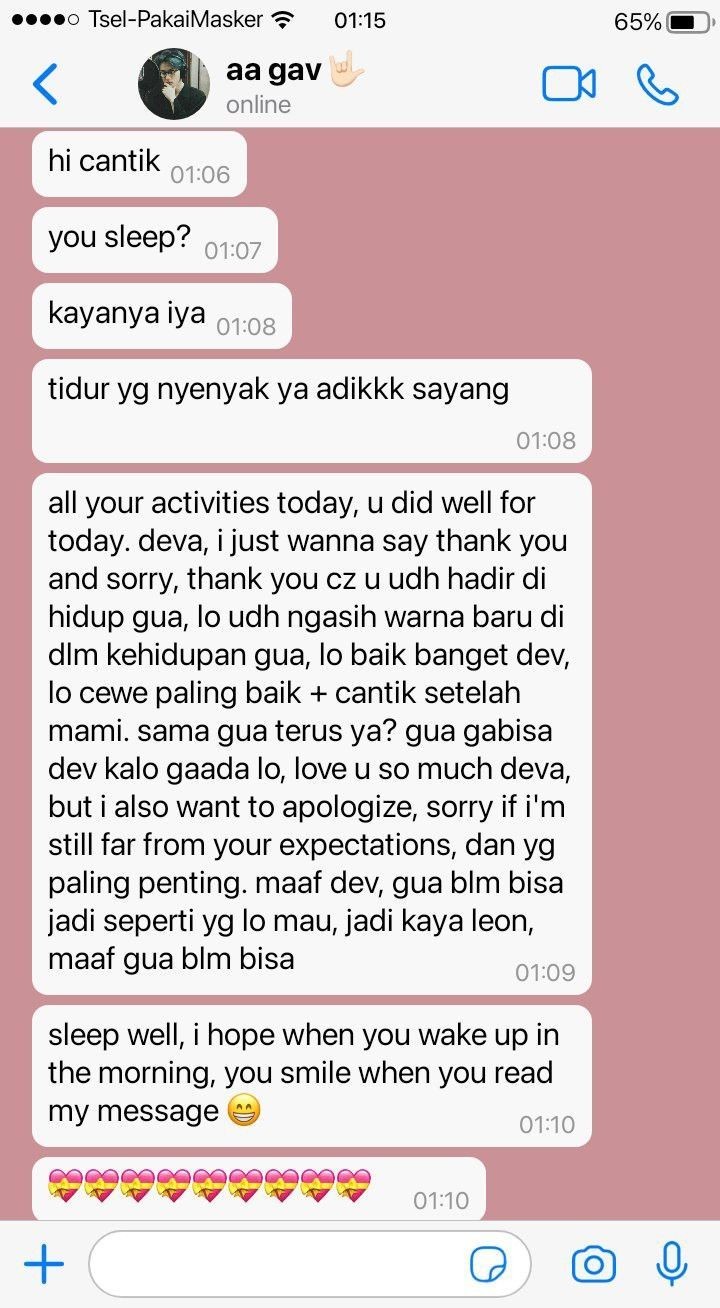 Tsel-PakaiMasker 01:15 65%
aa gav🤟🏻
online
hi cantik 01:06
you sleep? 01:07
kayanya iya 01:08
tidur yg nyenyak ya adikkk sayang
01:08
all your activities today, u did well for
today. deva, i just wanna say thank you
and sorry, thank you cz u udh hadir di
hidup gua, lo udh ngasih warna baru di
dlm kehidupan gua, lo baik banget dev,
lo cewe paling baik + cantik setelah
mami. sama gua terus ya? gua gabisa
dev kalo gaada lo, love u so much deva,
but i also want to apologize, sorry if i'm
still far from your expectations, dan yg
paling penting. maaf dev, gua blm bisa
jadi seperti yg lo mau, jadi kaya leon,
maaf gua blm bisa 01:09
sleep well, i hope when you wake up in
the morning, you smile when you read
my message 😁 01:10
💝💝💝💝💝💝💝💝💝 01:10